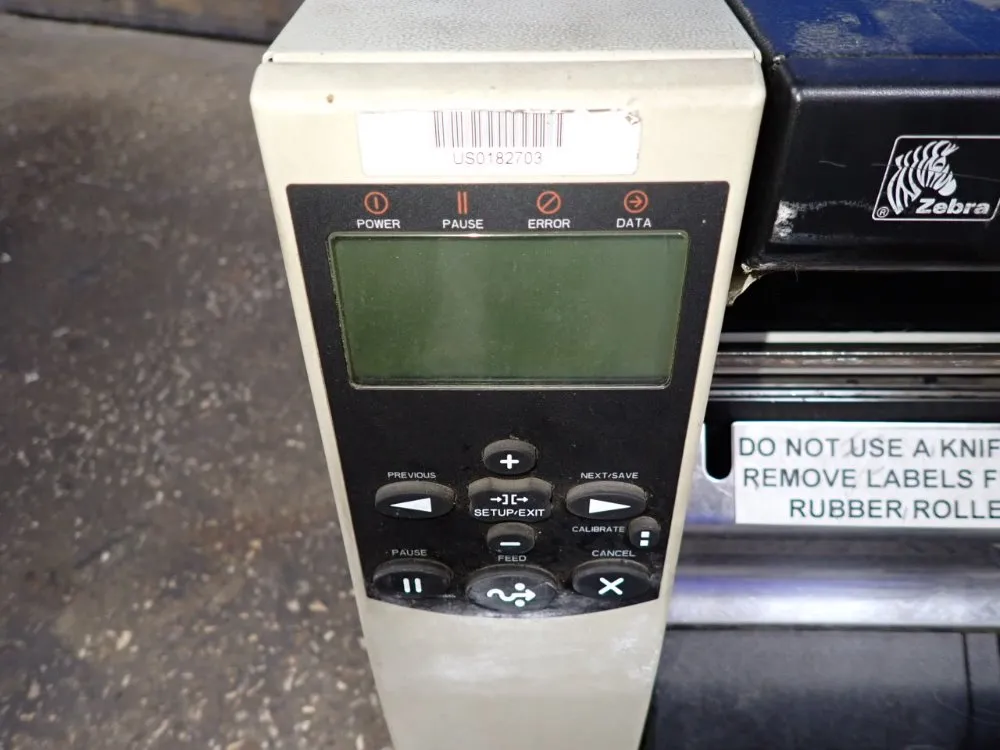 US0182703
POWER PAUSE ERROR DATA
® Zebra
PREVIOUS
+
NEXT/SAVE
SETUP/EXIT
CALIBRATE
−
PAUSE
FEED
CANCEL
DO NOT USE A KNIF
REMOVE LABELS F
RUBBER ROLLE